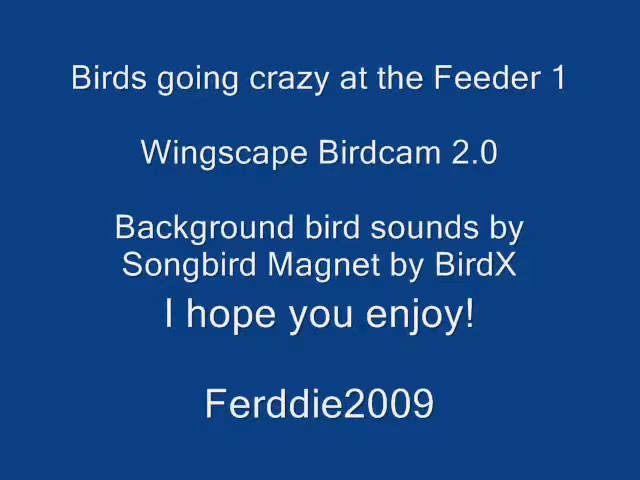 Birds going crazy at the Feeder 1
Wingscape Birdcam 2.0
Background bird sounds by
Songbird Magnet by BirdX
I hope you enjoy!
Ferddie2009